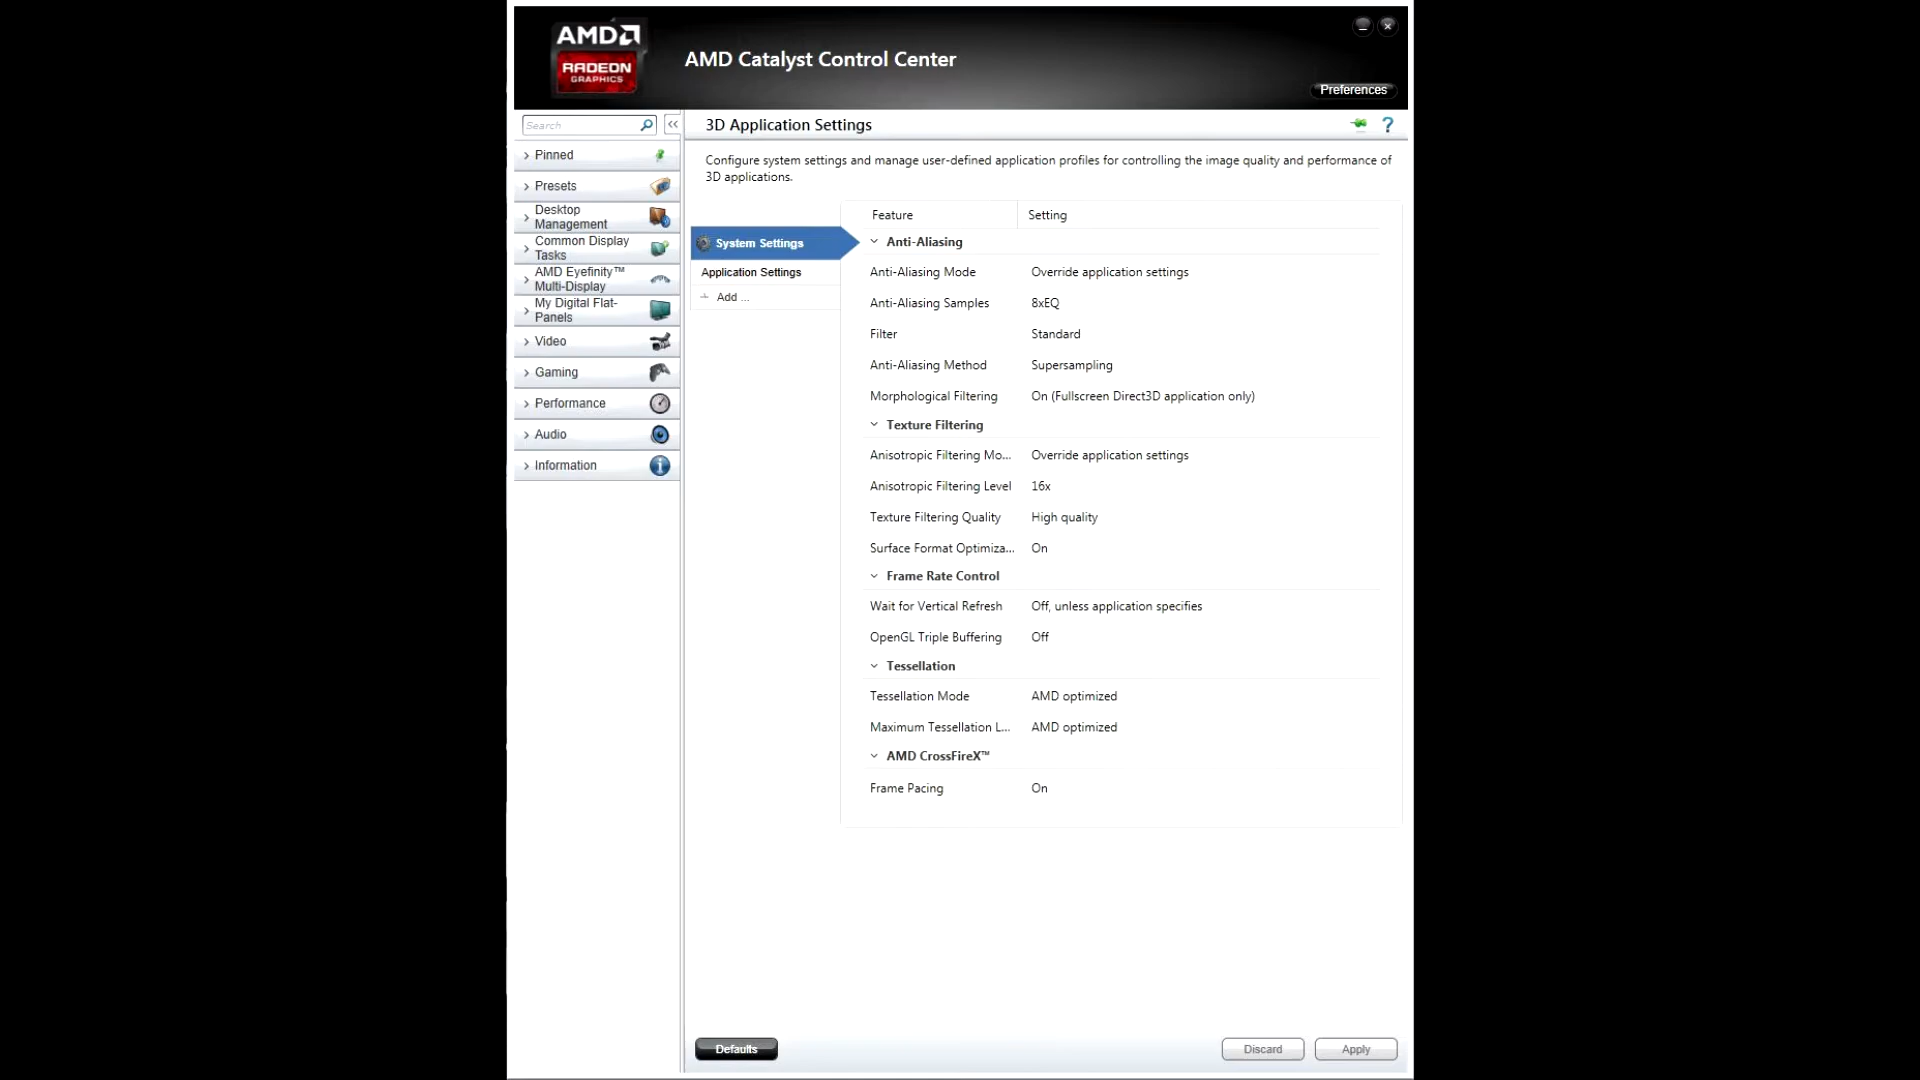 AMD
RADEON
GRAPHICS
AMD Catalyst Control Center
Preferences
Search
3D Application Settings
Pinned
Presets
Desktop
Management
Common Display
Tasks
AMD Eyefinity™
Multi-Display
My Digital Flat-
Panels
Video
Gaming
Performance
Audio
Information
Configure system settings and manage user-defined application profiles for controlling the image quality and performance of
3D applications.
System Settings
Application Settings
Add ...
Feature Setting
Anti-Aliasing
Anti-Aliasing Mode Override application settings
Anti-Aliasing Samples 8xEQ
Filter Standard
Anti-Aliasing Method Supersampling
Morphological Filtering On (Fullscreen Direct3D application only)
Texture Filtering
Anisotropic Filtering Mo... Override application settings
Anisotropic Filtering Level 16x
Texture Filtering Quality High quality
Surface Format Optimiza... On
Frame Rate Control
Wait for Vertical Refresh Off, unless application specifies
OpenGL Triple Buffering Off
Tessellation
Tessellation Mode AMD optimized
Maximum Tessellation L... AMD optimized
AMD CrossFireX™
Frame Pacing On
Defaults Discard Apply